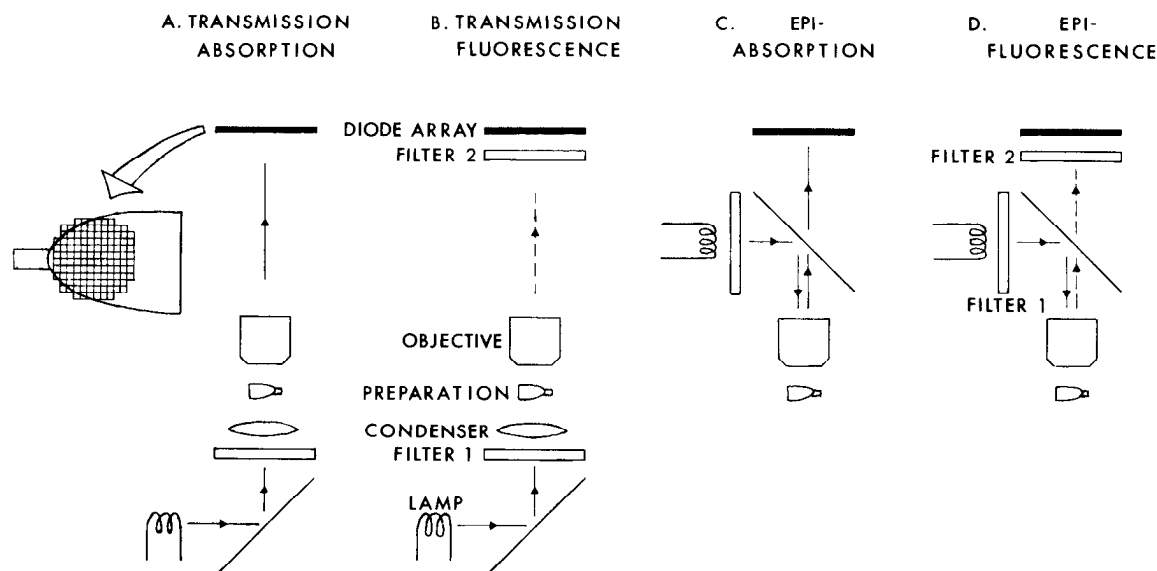 A. TRANSMISSION
ABSORPTION
B. TRANSMISSION
FLUORESCENCE
C. EPI-
ABSORPTION
D. EPI-
FLUORESCENCE
DIODE ARRAY
FILTER 2
OBJECTIVE
PREPARATION
CONDENSER
FILTER 1
LAMP
FILTER 2
FILTER 1